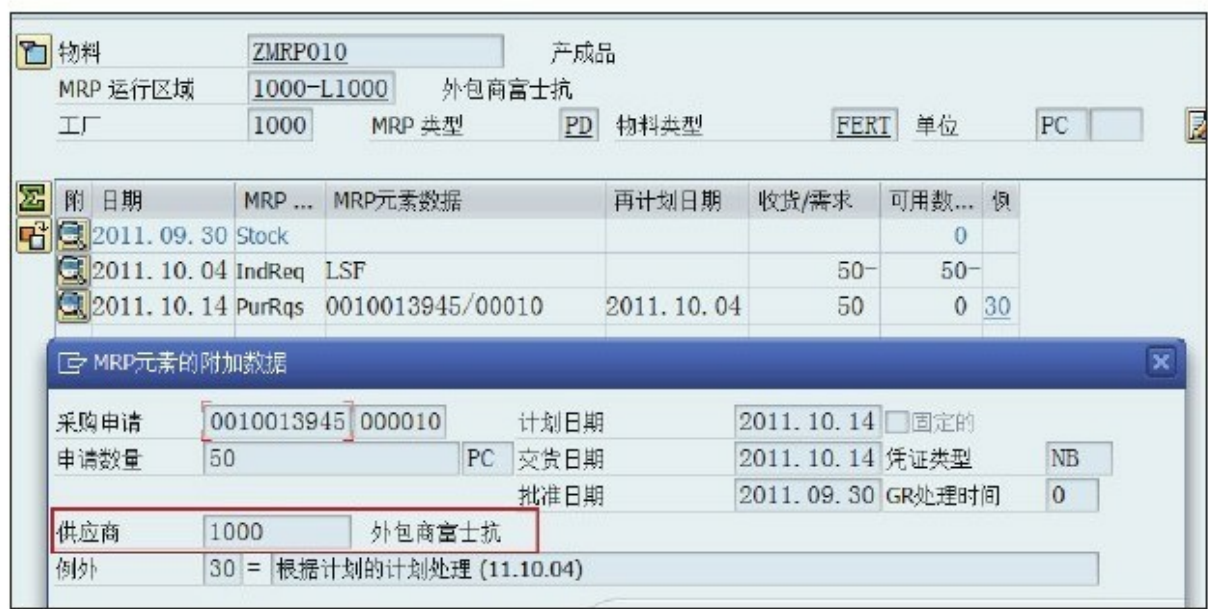 物料 ZMRP010 产成品
MRP 运行区域 1000-L1000 外包商富士抗
工厂 1000 MRP 类型 PD 物料类型 FERT 单位 PC
附 日期 MRP ... MRP元素数据 再计划日期 收货/需求 可用数... 例
2011.09.30 Stock 0
2011.10.04 IndReq LSF 50- 50-
2011.10.14 PurRqs 0010013945/00010 2011.10.04 50 0 30
MRP元素的附加数据
采购申请 0010013945 000010 计划日期 2011.10.14 固定的
申请数量 50 PC 交货日期 2011.10.14 凭证类型 NB
批准日期 2011.09.30 GR处理时间 0
供应商 1000 外包商富士抗
例外 30 = 根据计划的计划处理 (11.10.04)